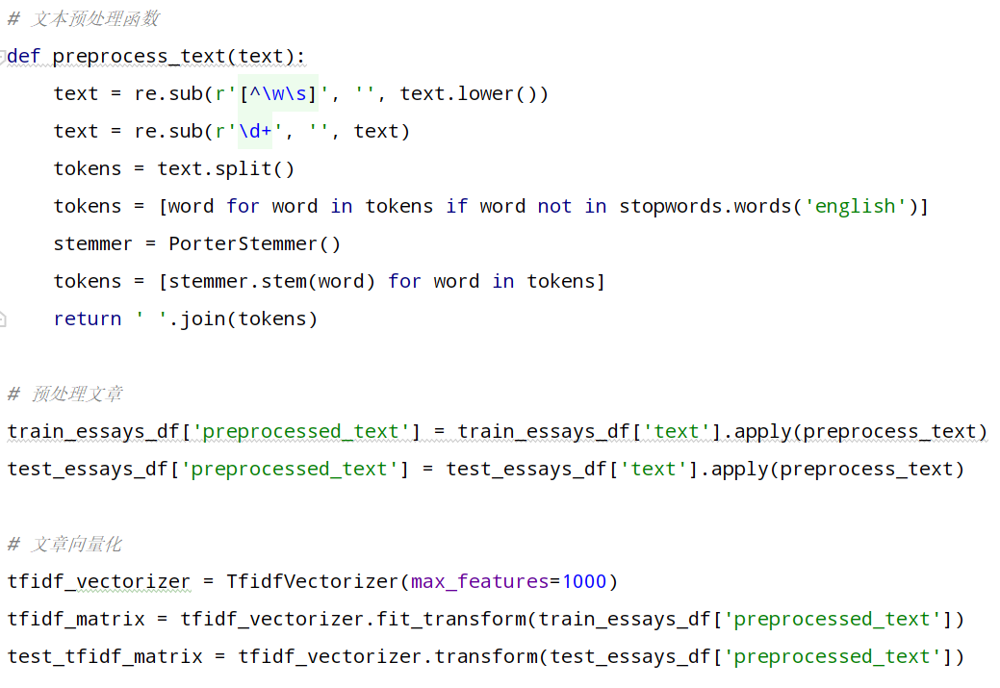 # 文本预处理函数
def preprocess_text(text):
    text = re.sub(r'[^\w\s]', '', text.lower())
    text = re.sub(r'\d+', '', text)
    tokens = text.split()
    tokens = [word for word in tokens if word not in stopwords.words('english')]
    stemmer = PorterStemmer()
    tokens = [stemmer.stem(word) for word in tokens]
    return ' '.join(tokens)
# 预处理文章
train_essays_df['preprocessed_text'] = train_essays_df['text'].apply(preprocess_text)
test_essays_df['preprocessed_text'] = test_essays_df['text'].apply(preprocess_text)
# 文章向量化
tfidf_vectorizer = TfidfVectorizer(max_features=1000)
tfidf_matrix = tfidf_vectorizer.fit_transform(train_essays_df['preprocessed_text'])
test_tfidf_matrix = tfidf_vectorizer.transform(test_essays_df['preprocessed_text'])